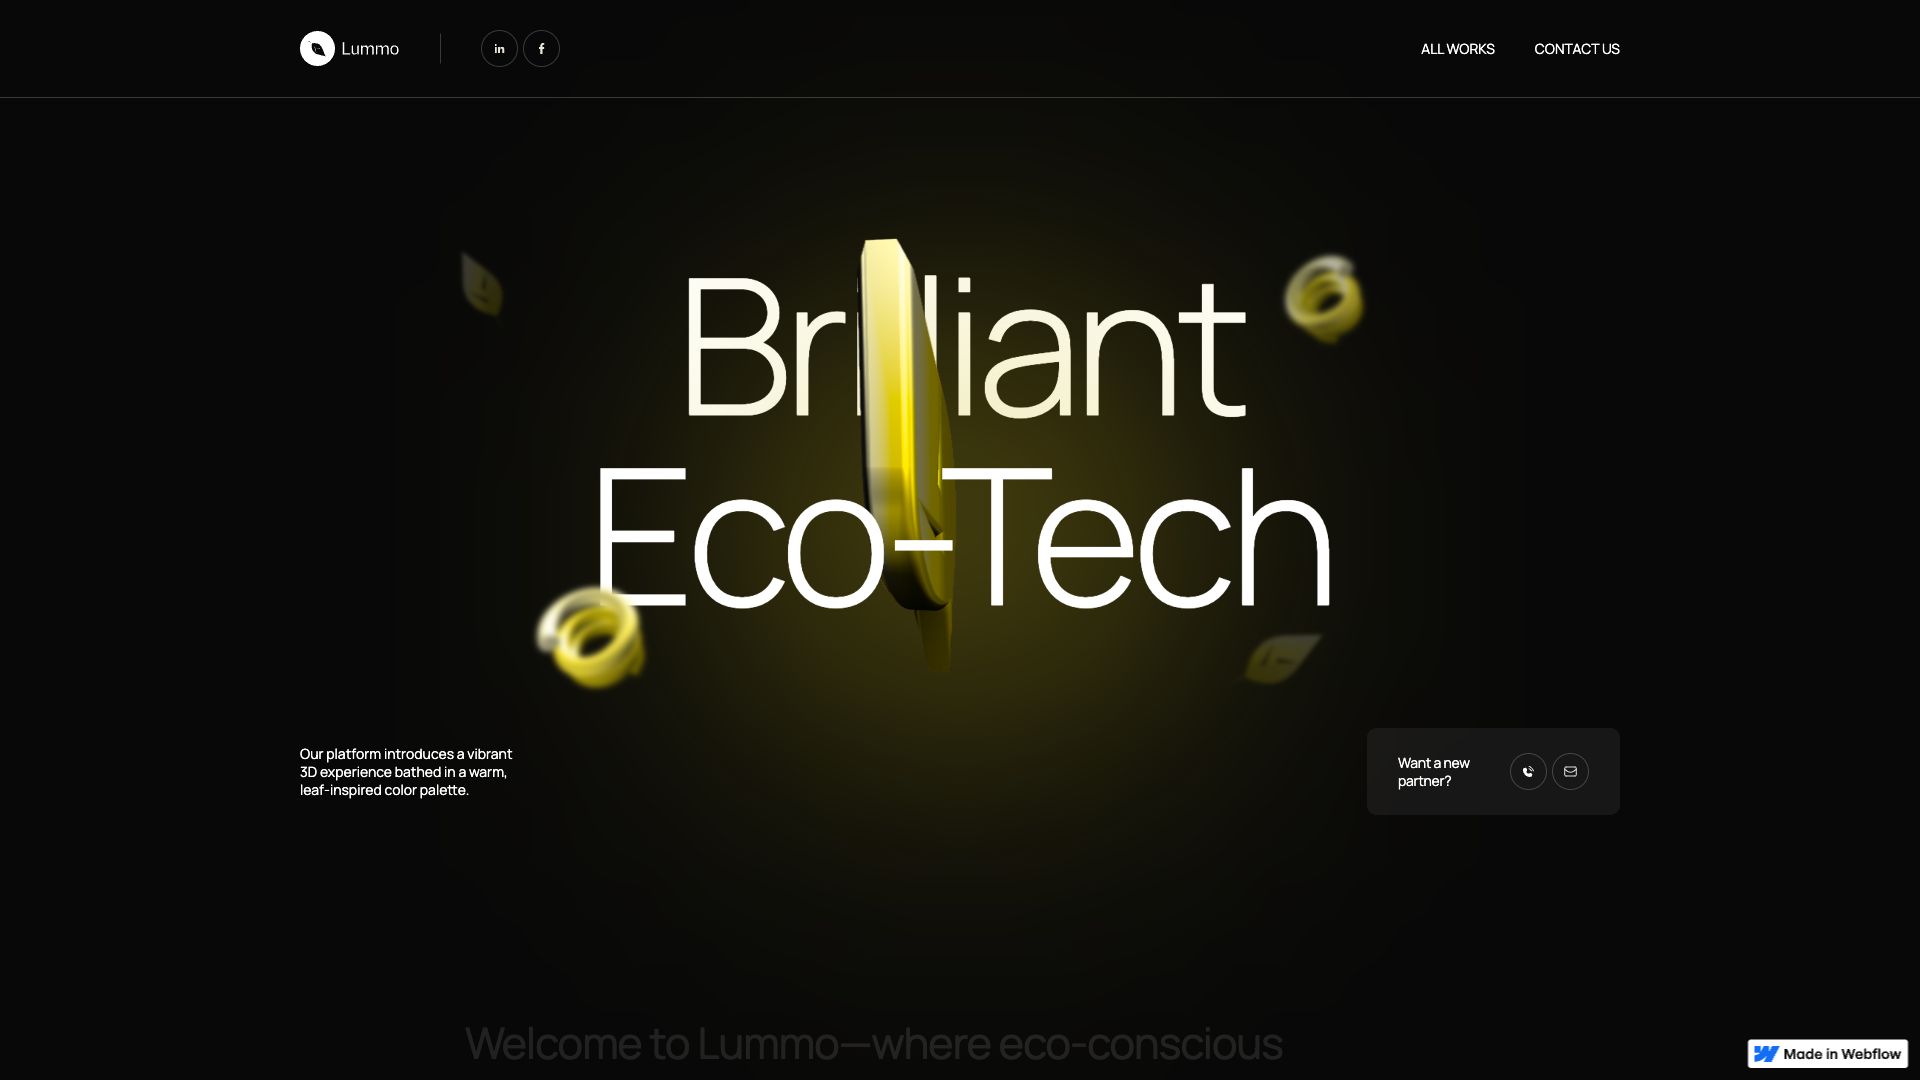 Lummo
in
f
ALL WORKS
CONTACT US
Brilliant
Eco-Tech
Our platform introduces a vibrant
3D experience bathed in a warm,
leaf-inspired color palette.
Want a new
partner?
Welcome to Lummo—where eco-conscious
Made in Webflow